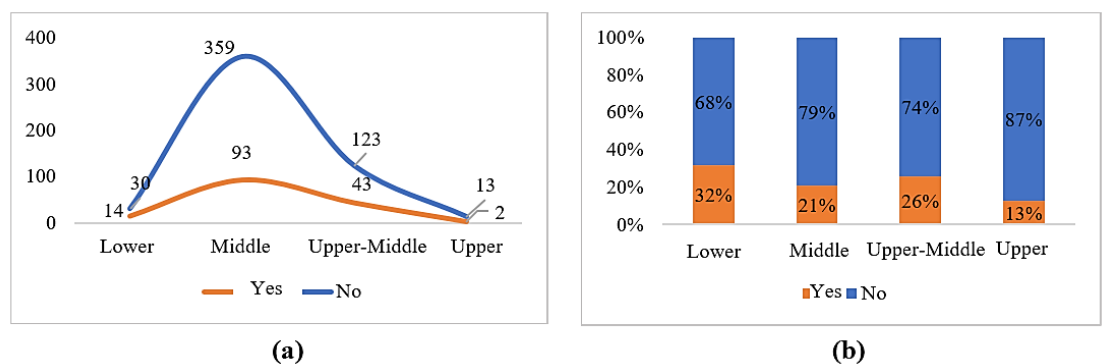 400
300
200
100
0
359
93
123
43
30
14
13
2
Lower Middle Upper-Middle Upper
Yes No
(a)
100%
80%
60%
40%
20%
0%
68% 79% 74% 87%
32% 21% 26% 13%
Lower Middle Upper-Middle Upper
Yes No
(b)